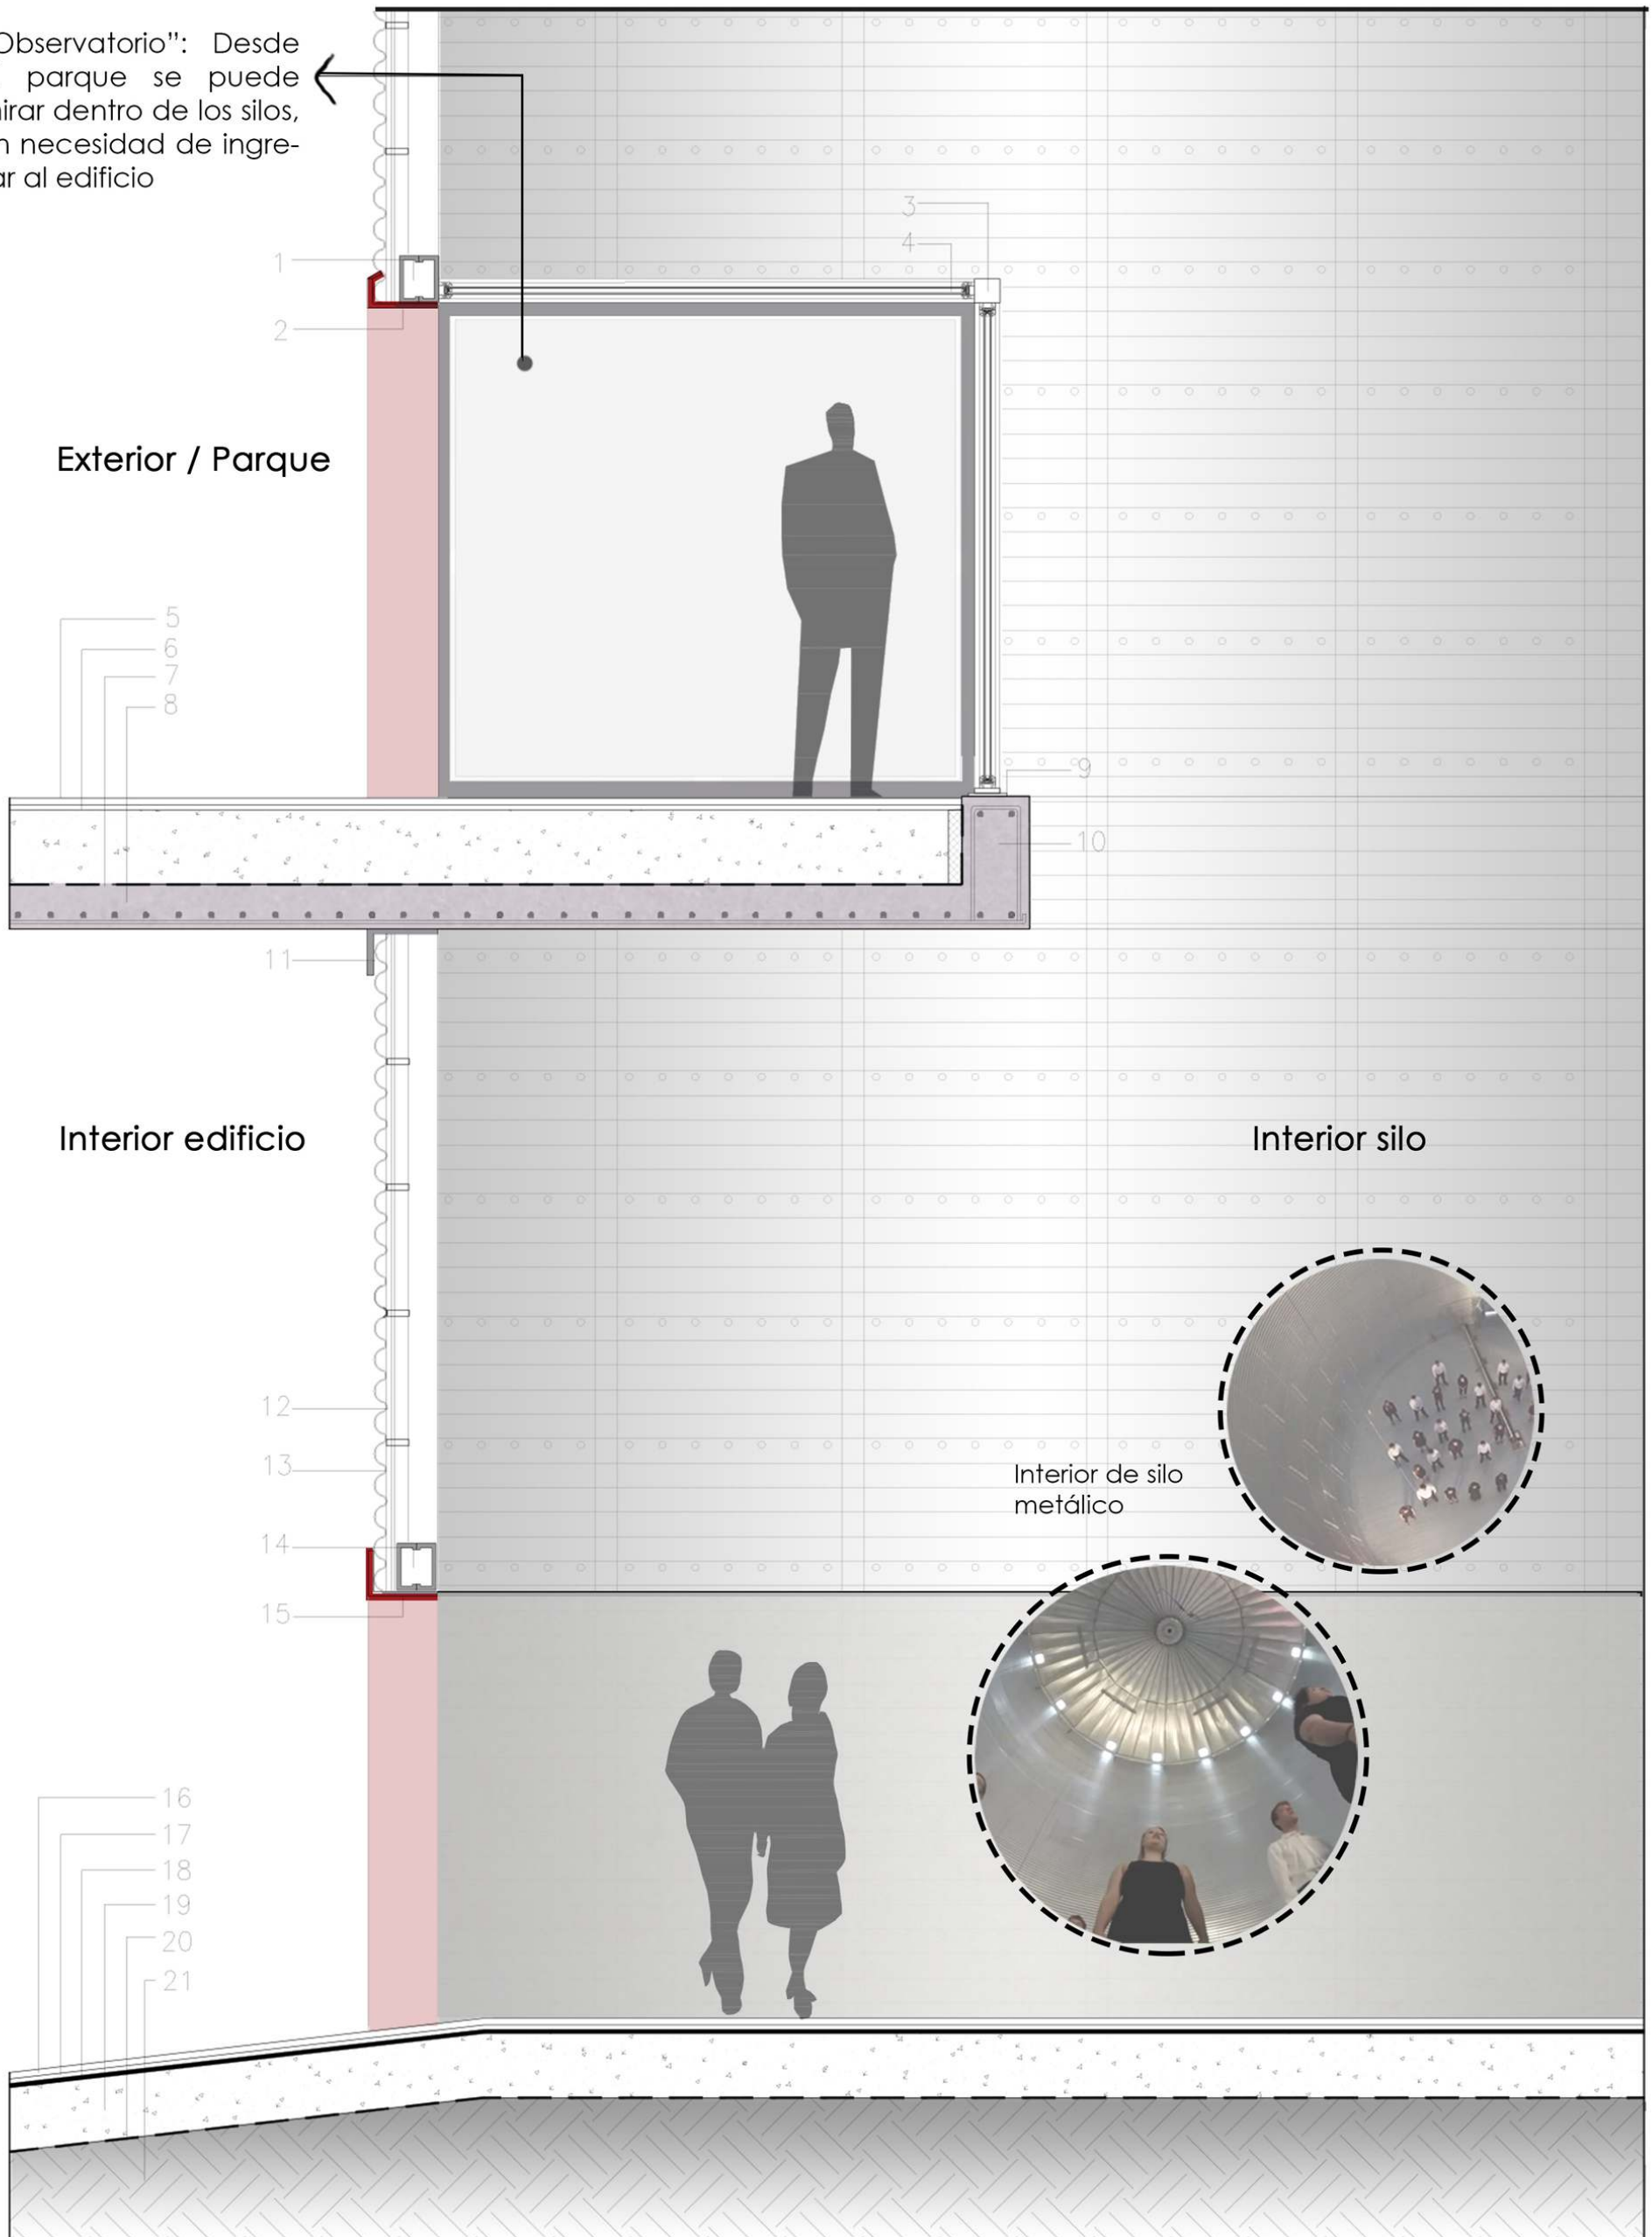 Observatorio”: Desde
parque se puede
dentro de los silos,
necesidad de ingre-
al edificio
3
4
1
2
Exterior / Parque
5
6
7
8
9
10
11
Interior edificio
Interior silo
12
13
Interior de silo
metálico
14
15
16
17
18
19
20
21